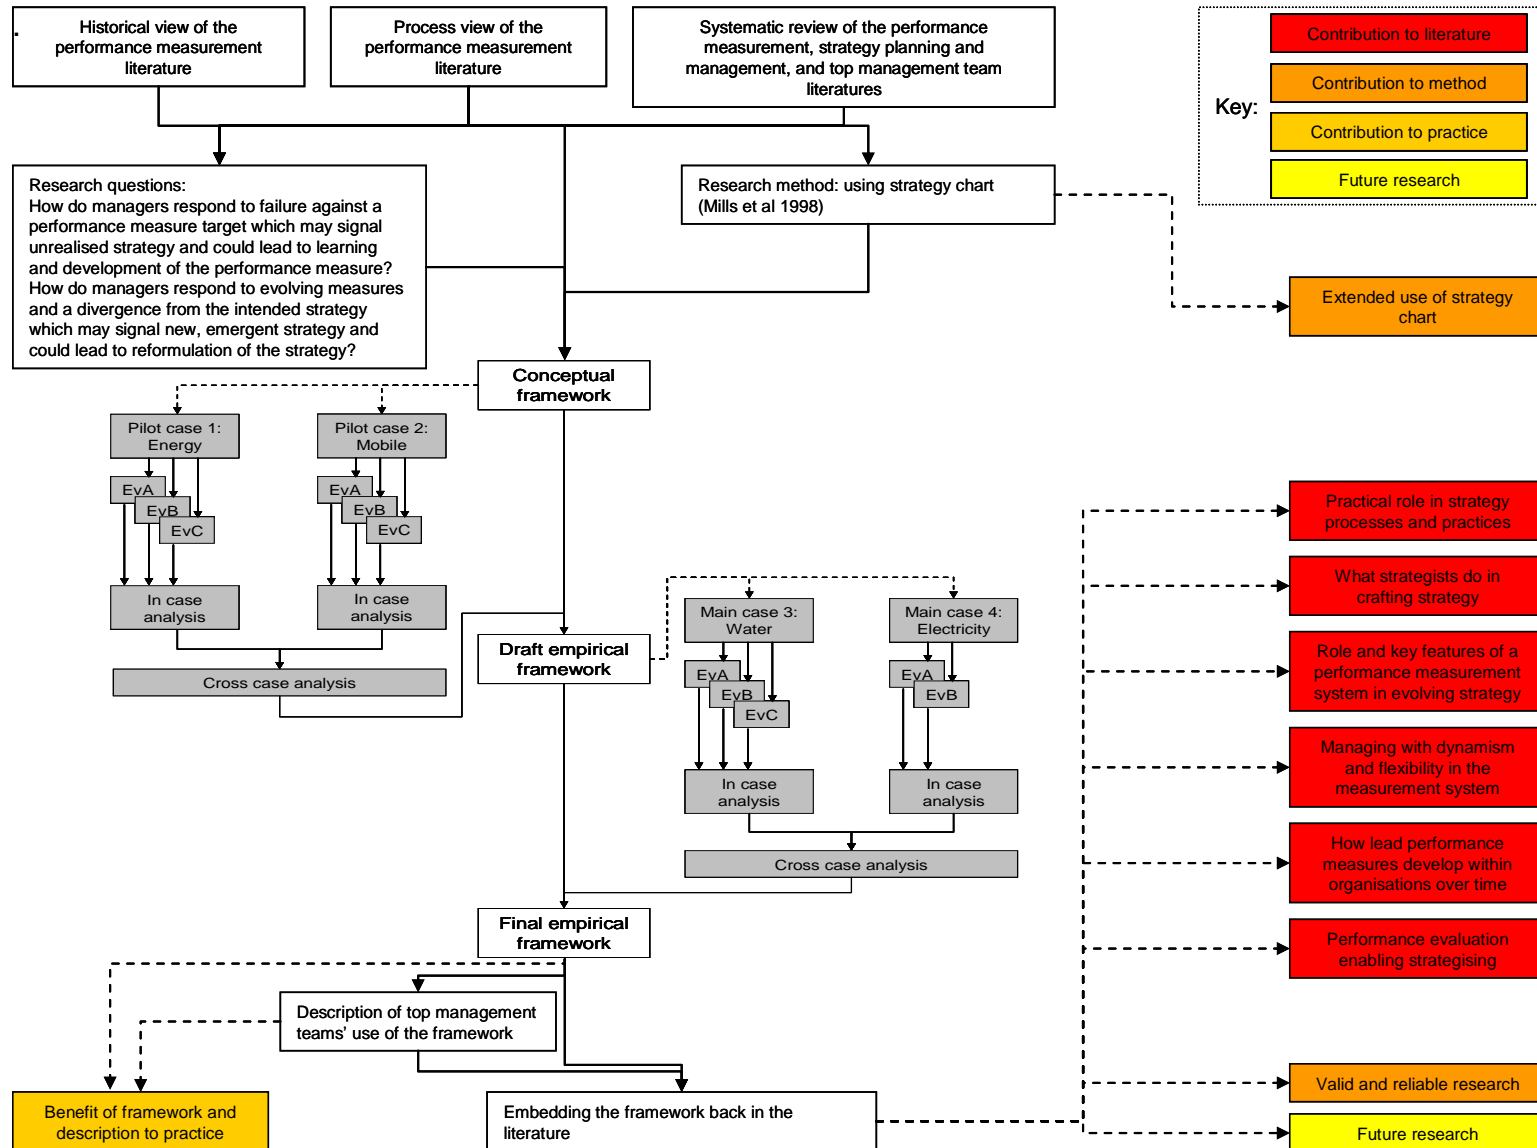 .
Historical view of the
performance measurement
literature
Process view of the
performance measurement
literature
Systematic review of the performance
measurement, strategy planning and
management, and top management team
literatures
Key:
Contribution to literature
Contribution to method
Contribution to practice
Future research
Research questions:
How do managers respond to failure against a
performance measure target which may signal
unrealised strategy and could lead to learning
and development of the performance measure?
How do managers respond to evolving measures
and a divergence from the intended strategy
which may signal new, emergent strategy and
could lead to reformulation of the strategy?
Research method: using strategy chart
(Mills et al 1998)
Extended use of strategy
chart
Conceptual
framework
Pilot case 1:
Energy
EvA
EvB
EvC
In case
analysis
Pilot case 2:
Mobile
EvA
EvB
EvC
In case
analysis
Cross case analysis
Draft empirical
framework
Main case 3:
Water
EvA
EvB
EvC
In case
analysis
Main case 4:
Electricity
EvA
EvB
In case
analysis
Cross case analysis
Practical role in strategy
processes and practices
What strategists do in
crafting strategy
Role and key features of a
performance measurement
system in evolving strategy
Managing with dynamism
and flexibility in the
measurement system
How lead performance
measures develop within
organisations over time
Performance evaluation
enabling strategising
Final empirical
framework
Description of top management
teams' use of the framework
Benefit of framework and
description to practice
Embedding the framework back in the
literature
Valid and reliable research
Future research